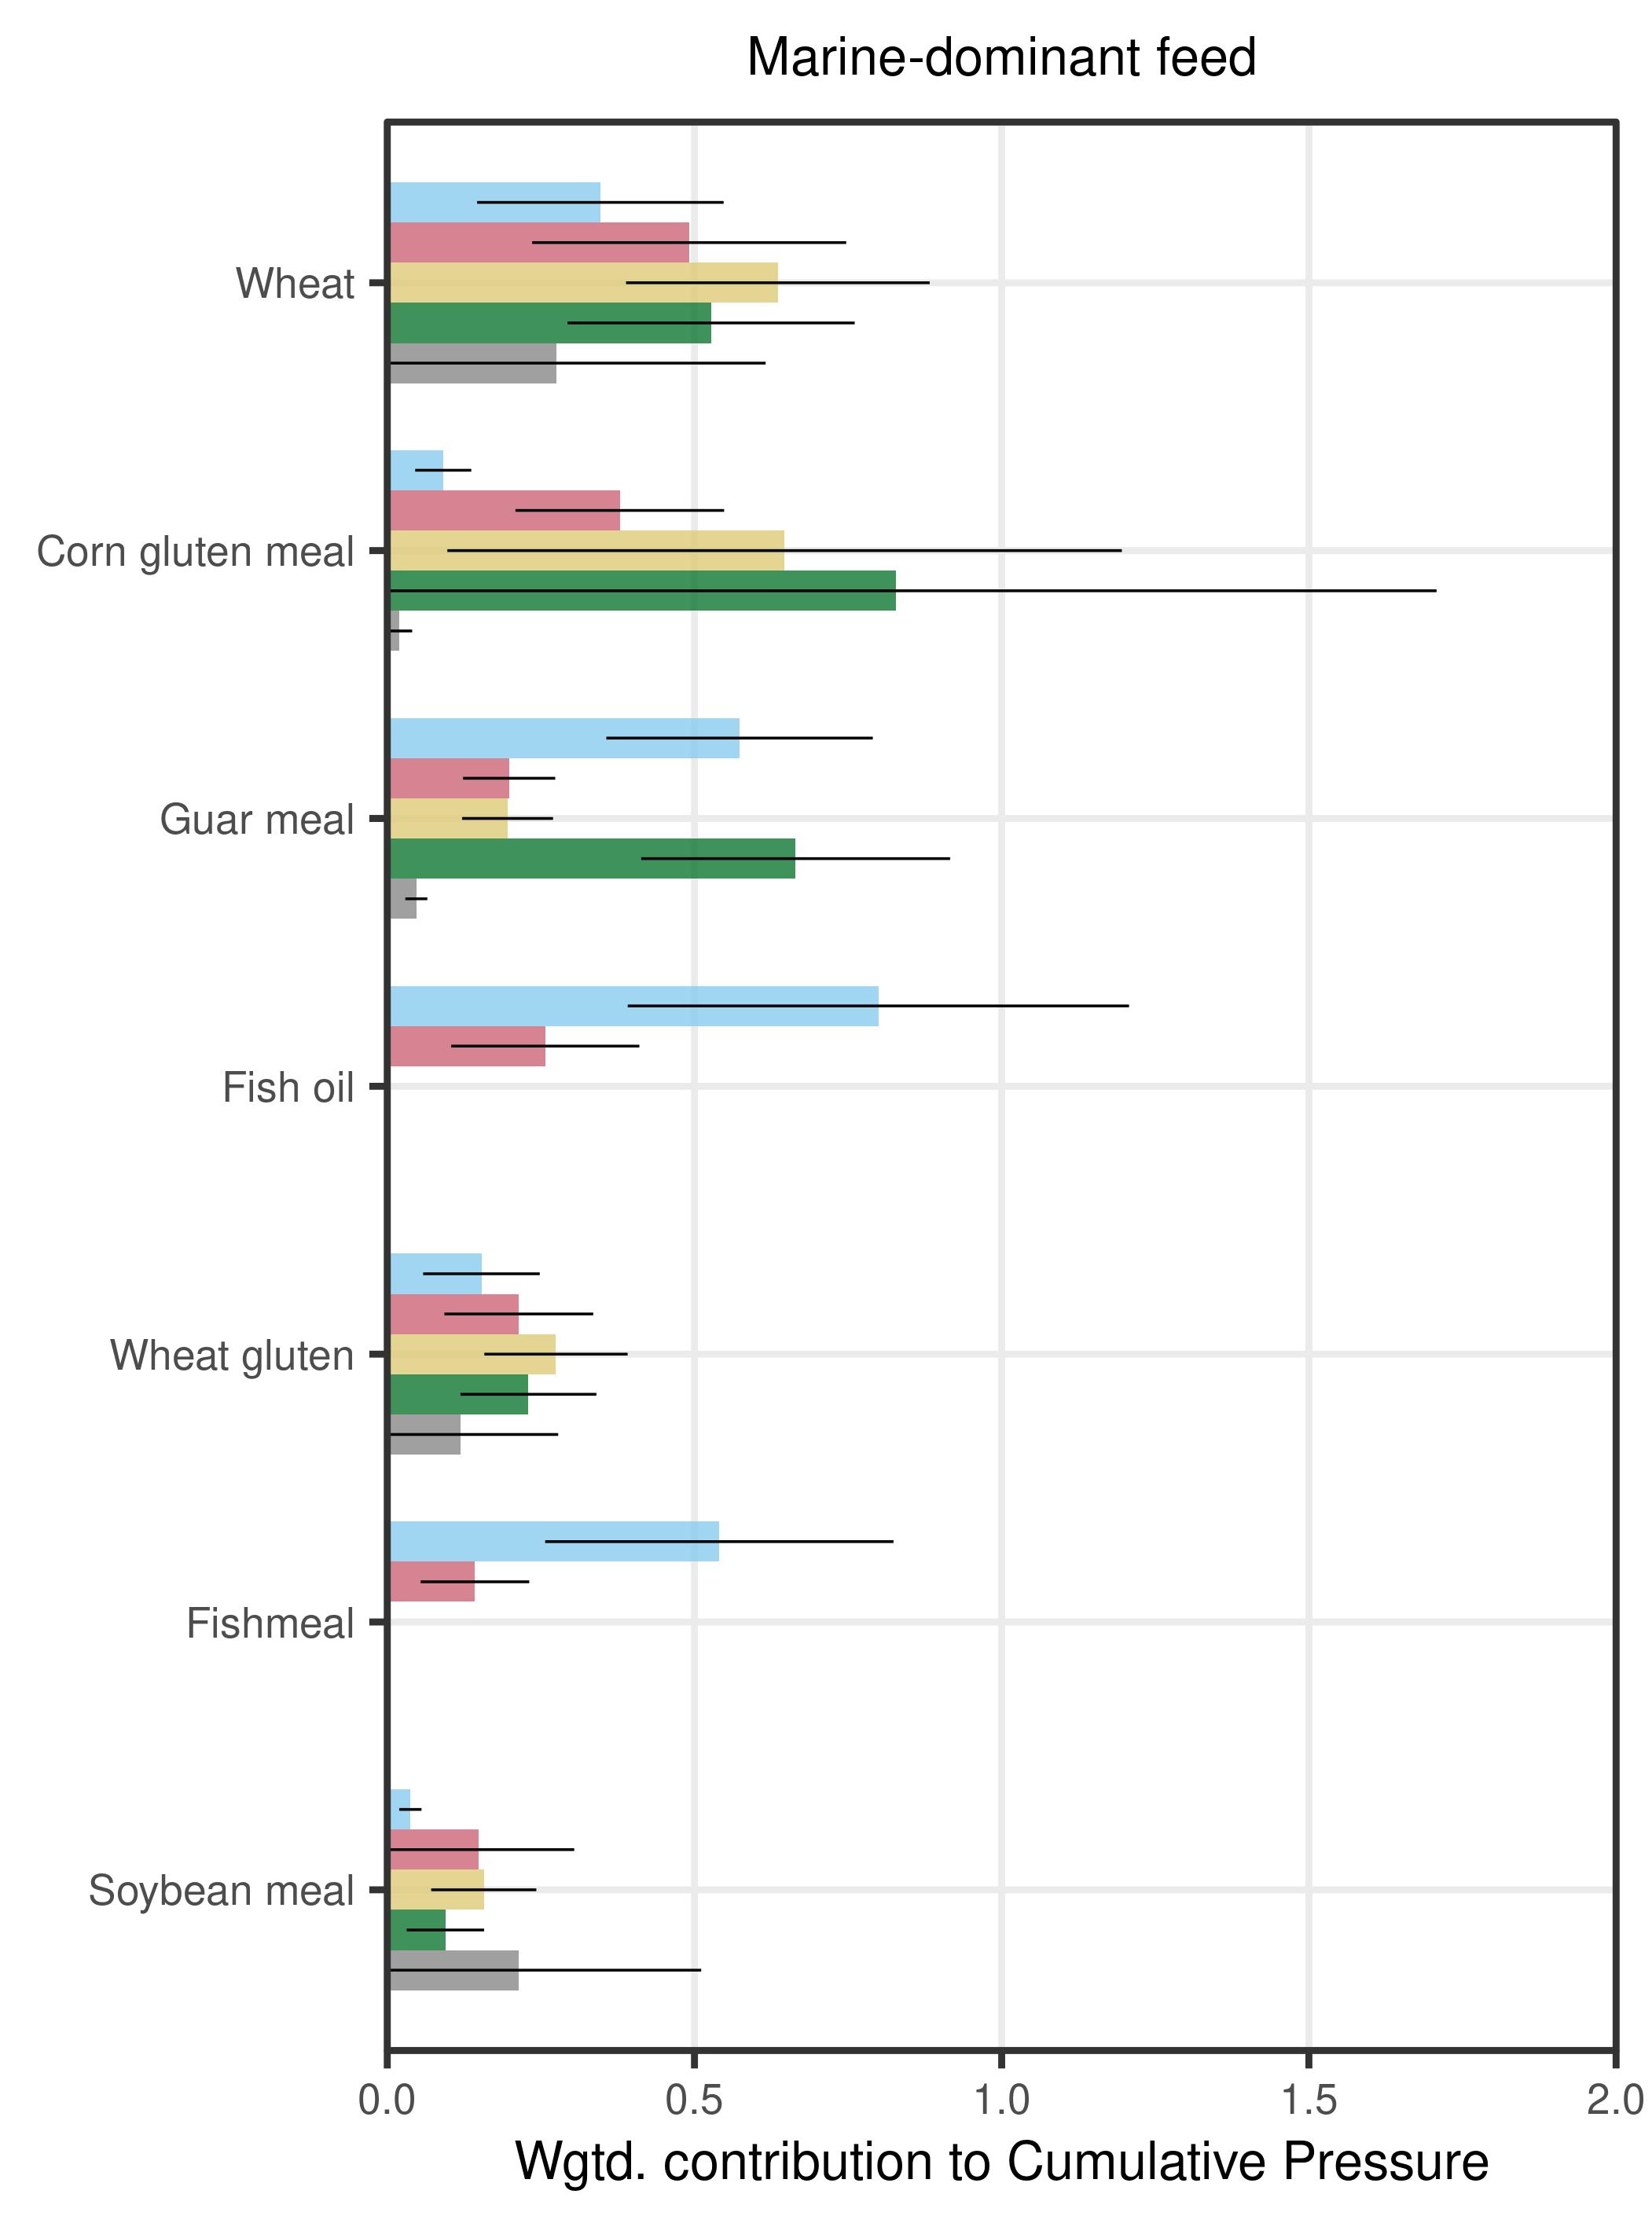 Marine-dominant feed
Wheat
Corn gluten meal
Guar meal
Fish oil
Wheat gluten
Fishmeal
Soybean meal
0.0 0.5 1.0 1.5 2.0
Wgtd. contribution to Cumulative Pressure